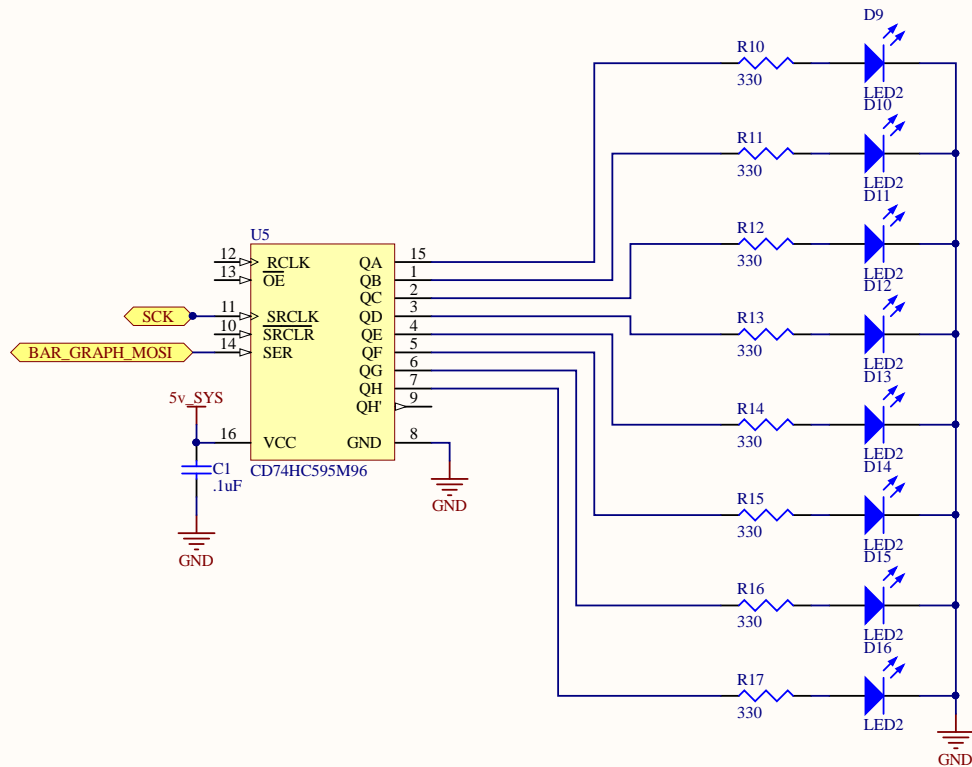 D9
R10
330
LED2
D10
R11
330
LED2
D11
R12
330
LED2
D12
R13
330
LED2
D13
R14
330
LED2
D14
R15
330
LED2
D15
R16
330
LED2
D16
R17
330
LED2
GND
U5
12 RCLK QA 15
13 OE QB 1
QC 2
SCK 11 SRCLK QD 3
10 SRCLR QE 4
BAR_GRAPH_MOSI 14 SER QF 5
QG 6
QH 7
QH' 9
5v_SYS
16 VCC GND 8
CD74HC595M96
C1
.1uF
GND
GND